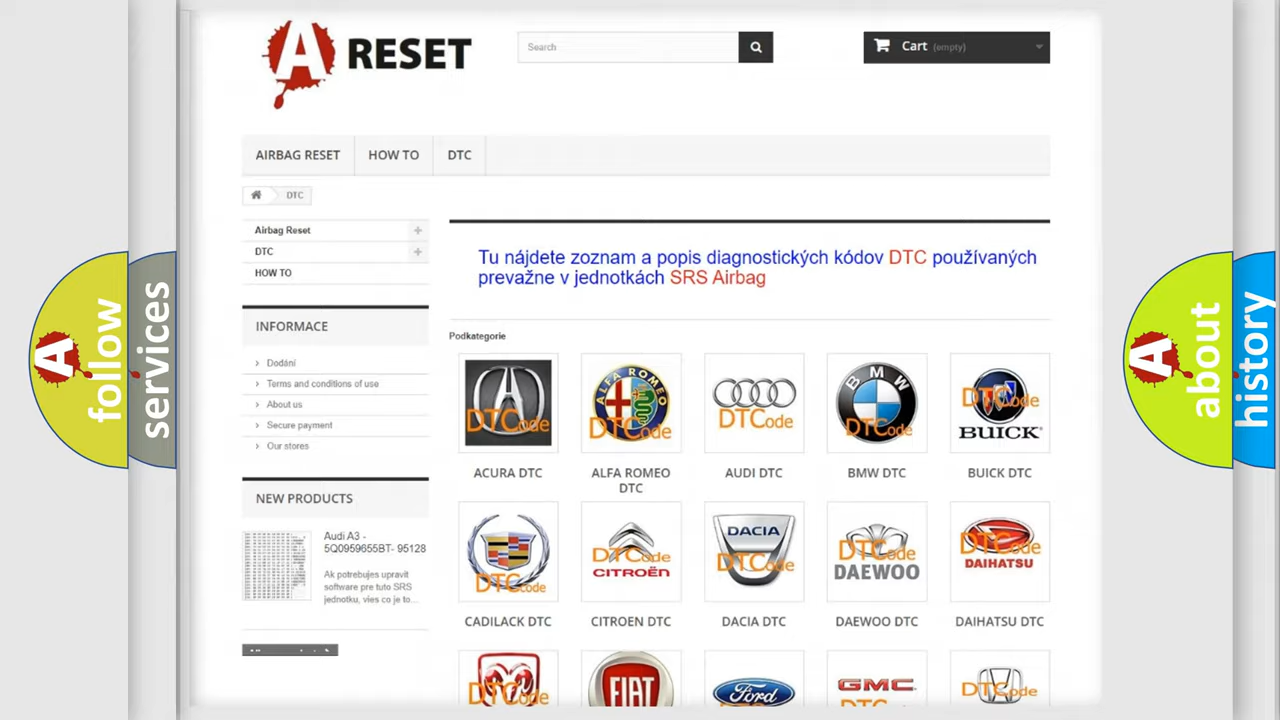 A RESET
Search
Cart (empty)
AIRBAG RESET
HOW TO
DTC
DTC
Airbag Reset
DTC
HOW TO
INFORMACE
Dodání
Terms and conditions of use
About us
Secure payment
Our stores
NEW PRODUCTS
Audi A3 -
5Q0959655BT- 95128
Ak potrebujes upravit
software pre tuto SRS
jednotku, vies co je to...
Tu nájdete zoznam a popis diagnostických kódov DTC používaných
prevažne v jednotkách SRS Airbag
Podkategorie
DTCode
ALFA ROMEO
DTCode
DTCode
BMW
DTCode
DTCode
BUICK
ACURA DTC
ALFA ROMEO
DTC
AUDI DTC
BMW DTC
BUICK DTC
DTCode
DTCode
CITROËN
DACIA
DTCode
DTCode
DAEWOO
DTCode
DAIHATSU
CADILACK DTC
CITROEN DTC
DACIA DTC
DAEWOO DTC
DAIHATSU DTC
DTCode
FIAT
Ford
GMC
DTCode
A
follow
services
A
about
history